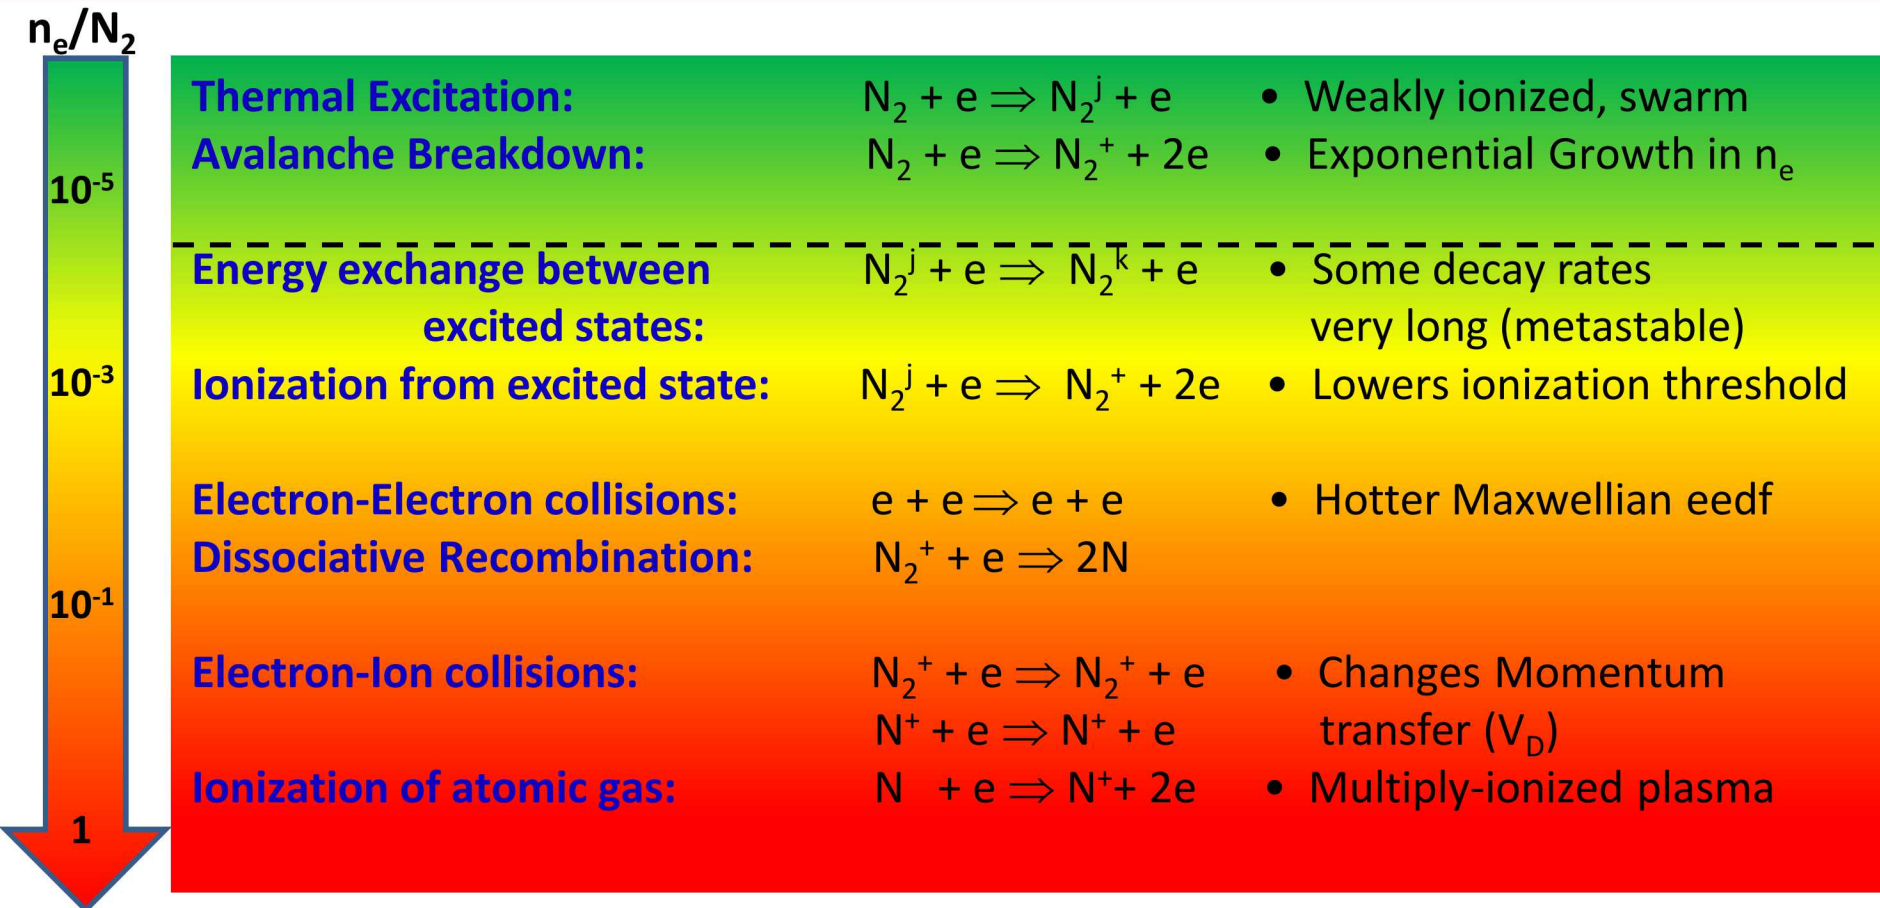 nₑ/N₂
Thermal Excitation: N₂ + e ⇒ N₂ʲ + e • Weakly ionized, swarm
Avalanche Breakdown: N₂ + e ⇒ N₂⁺ + 2e • Exponential Growth in nₑ
10⁻⁵
Energy exchange between N₂ʲ + e ⇒ N₂ᵏ + e • Some decay rates
excited states: very long (metastable)
10⁻³ Ionization from excited state: N₂ʲ + e ⇒ N₂⁺ + 2e • Lowers ionization threshold
Electron-Electron collisions: e + e ⇒ e + e • Hotter Maxwellian eedf
Dissociative Recombination: N₂⁺ + e ⇒ 2N
10⁻¹
Electron-Ion collisions: N₂⁺ + e ⇒ N₂⁺ + e • Changes Momentum
N⁺ + e ⇒ N⁺ + e transfer (V_D)
Ionization of atomic gas: N + e ⇒ N⁺+ 2e • Multiply-ionized plasma
1